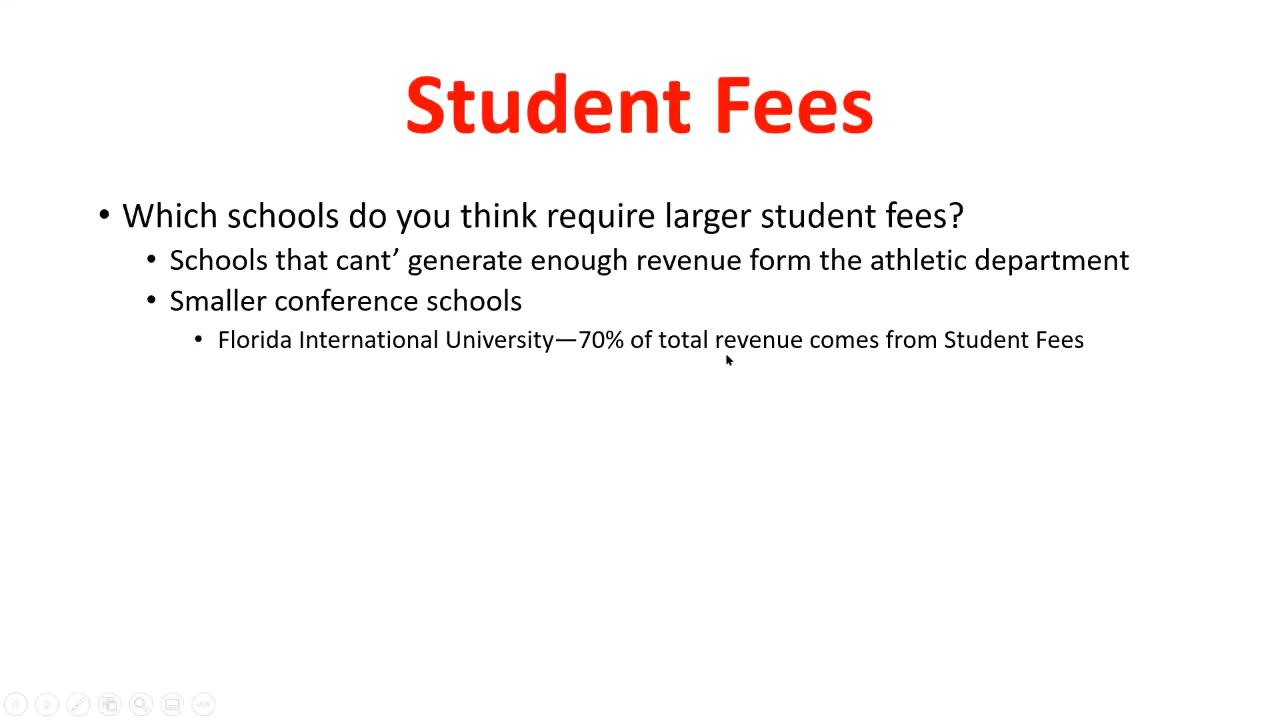 Student Fees
• Which schools do you think require larger student fees?
• Schools that cant’ generate enough revenue form the athletic department
• Smaller conference schools
• Florida International University—70% of total revenue comes from Student Fees